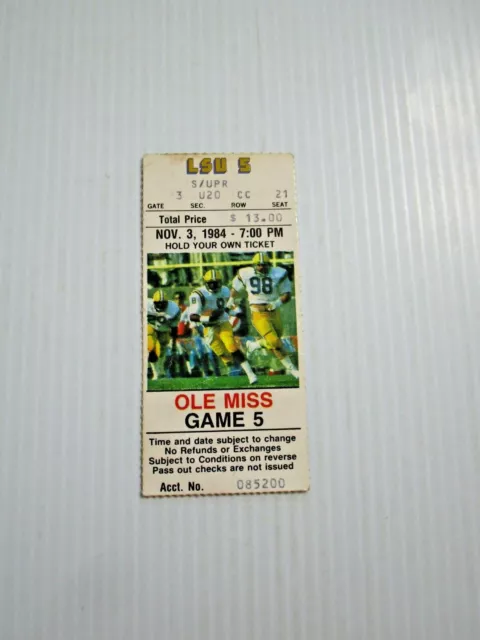 LSU 5
S/UPR
3 U20 CC 21
GATE SEC. ROW SEAT
Total Price $ 13.00
NOV. 3, 1984 - 7:00 PM
HOLD YOUR OWN TICKET
98
8
OLE MISS
GAME 5
Time and date subject to change
No Refunds or Exchanges
Subject to Conditions on reverse
Pass out checks are not issued
Acct. No. 085200